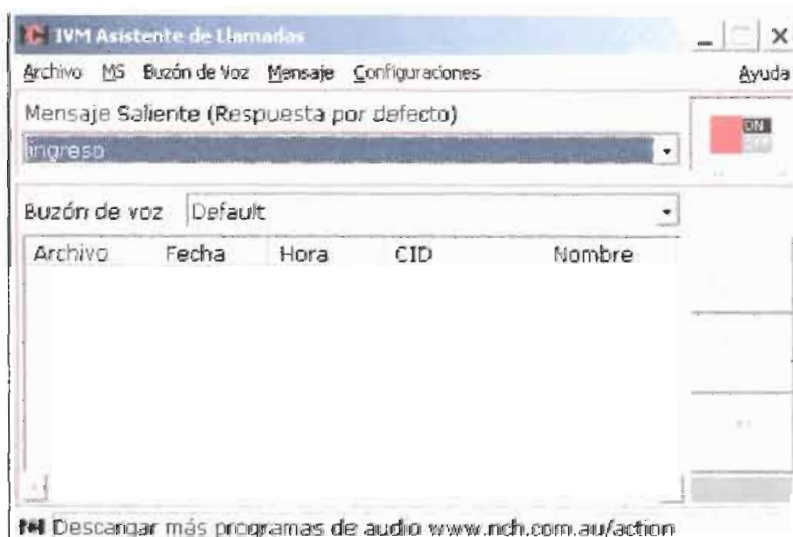 IVM Asistente de Llamadas
Archivo MS Buzón de Voz Mensaje Configuraciones Ayuda
Mensaje Saliente (Respuesta por defecto)
ON
ingreso
Buzón de voz Default
Archivo Fecha Hora CID Nombre
Descargar más programas de audio www.nch.com.au/action